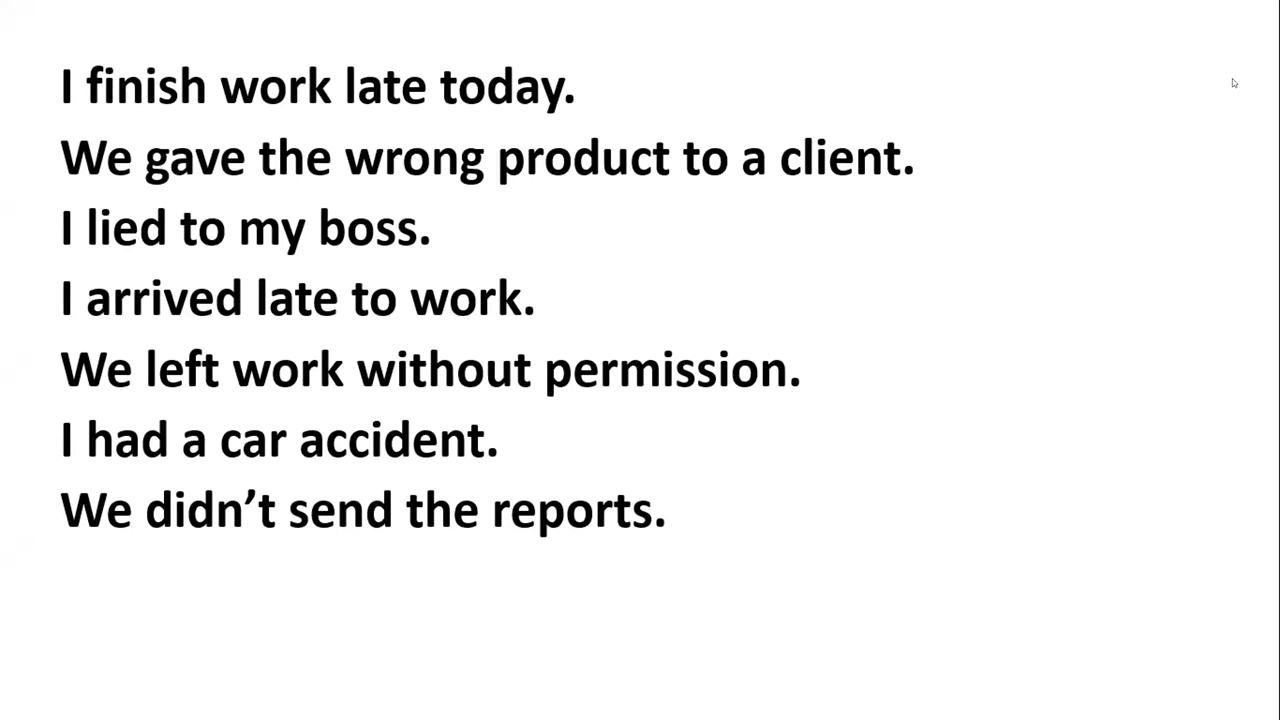 I finish work late today.
We gave the wrong product to a client.
I lied to my boss.
I arrived late to work.
We left work without permission.
I had a car accident.
We didn’t send the reports.